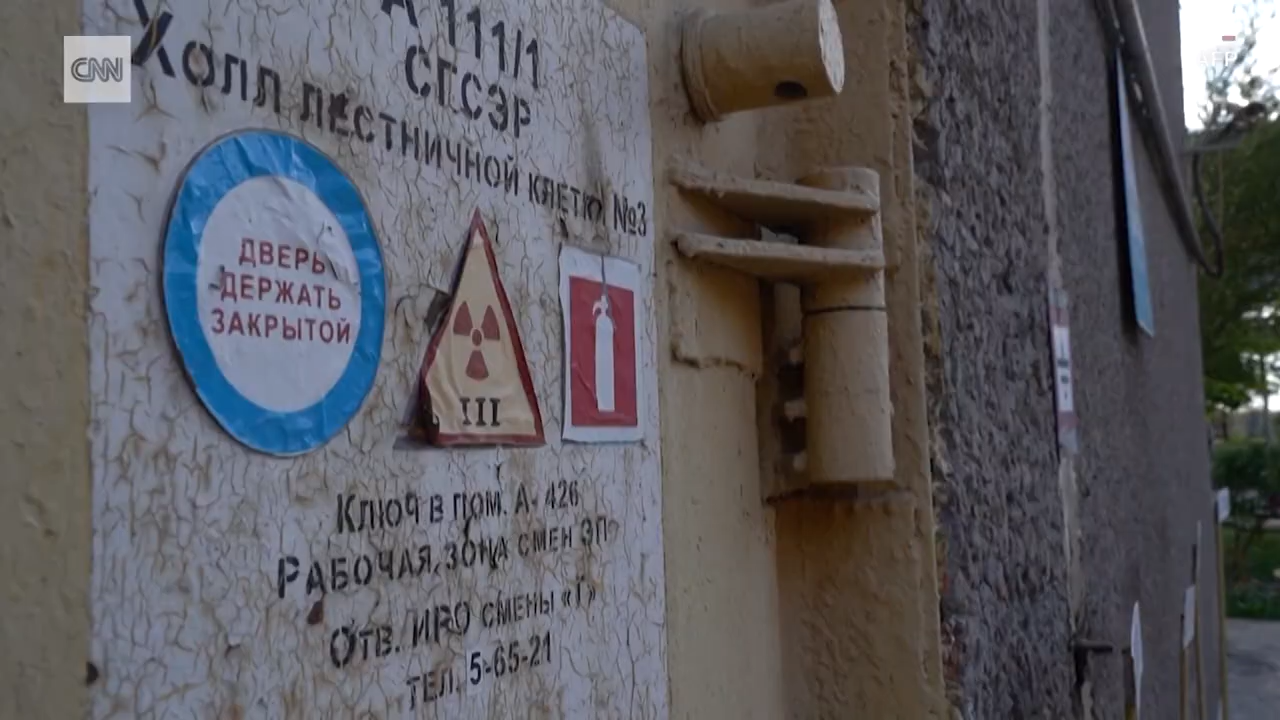 CNN
А 111/1
СГСЭР
ХОЛЛ ЛЕСТНИЧНОЙ КЛЕТКИ №3
ДВЕРЬ
ДЕРЖАТЬ
ЗАКРЫТОЙ
III
КЛЮЧ В ПОМ. А-426
РАБОЧАЯ ЗОНА СМЕН ЭП
ОТВ. ИРО СМЕНЫ «1»
ТЕЛ. 5-65-21